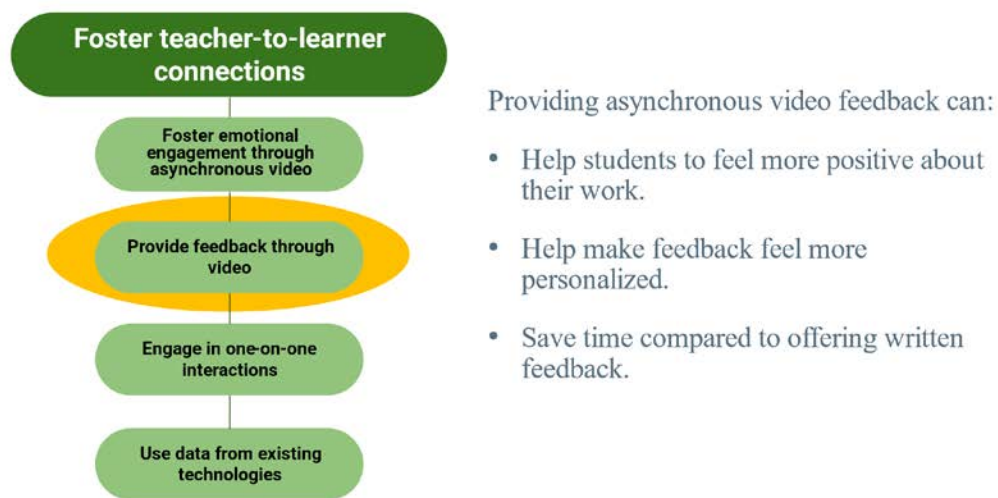 Foster teacher-to-learner
connections
Foster emotional
engagement through
asynchronous video
Provide feedback through
video
Engage in one-on-one
interactions
Use data from existing
technologies
Providing asynchronous video feedback can:
• Help students to feel more positive about
their work.
• Help make feedback feel more
personalized.
• Save time compared to offering written
feedback.